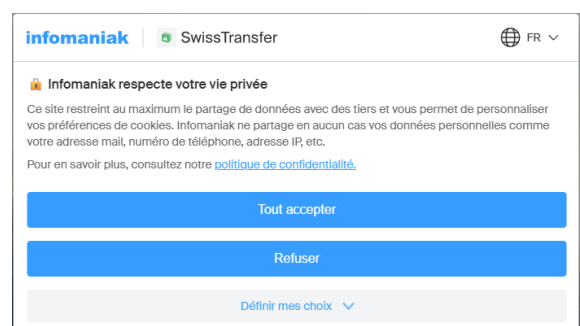 infomaniak SwissTransfer FR
Infomaniak respecte votre vie privée
Ce site restreint au maximum le partage de données avec des tiers et vous permet de personnaliser
vos préférences de cookies. Infomaniak ne partage en aucun cas vos données personnelles comme
votre adresse mail, numéro de téléphone, adresse IP, etc.
Pour en savoir plus, consultez notre politique de confidentialité.
Tout accepter
Refuser
Définir mes choix